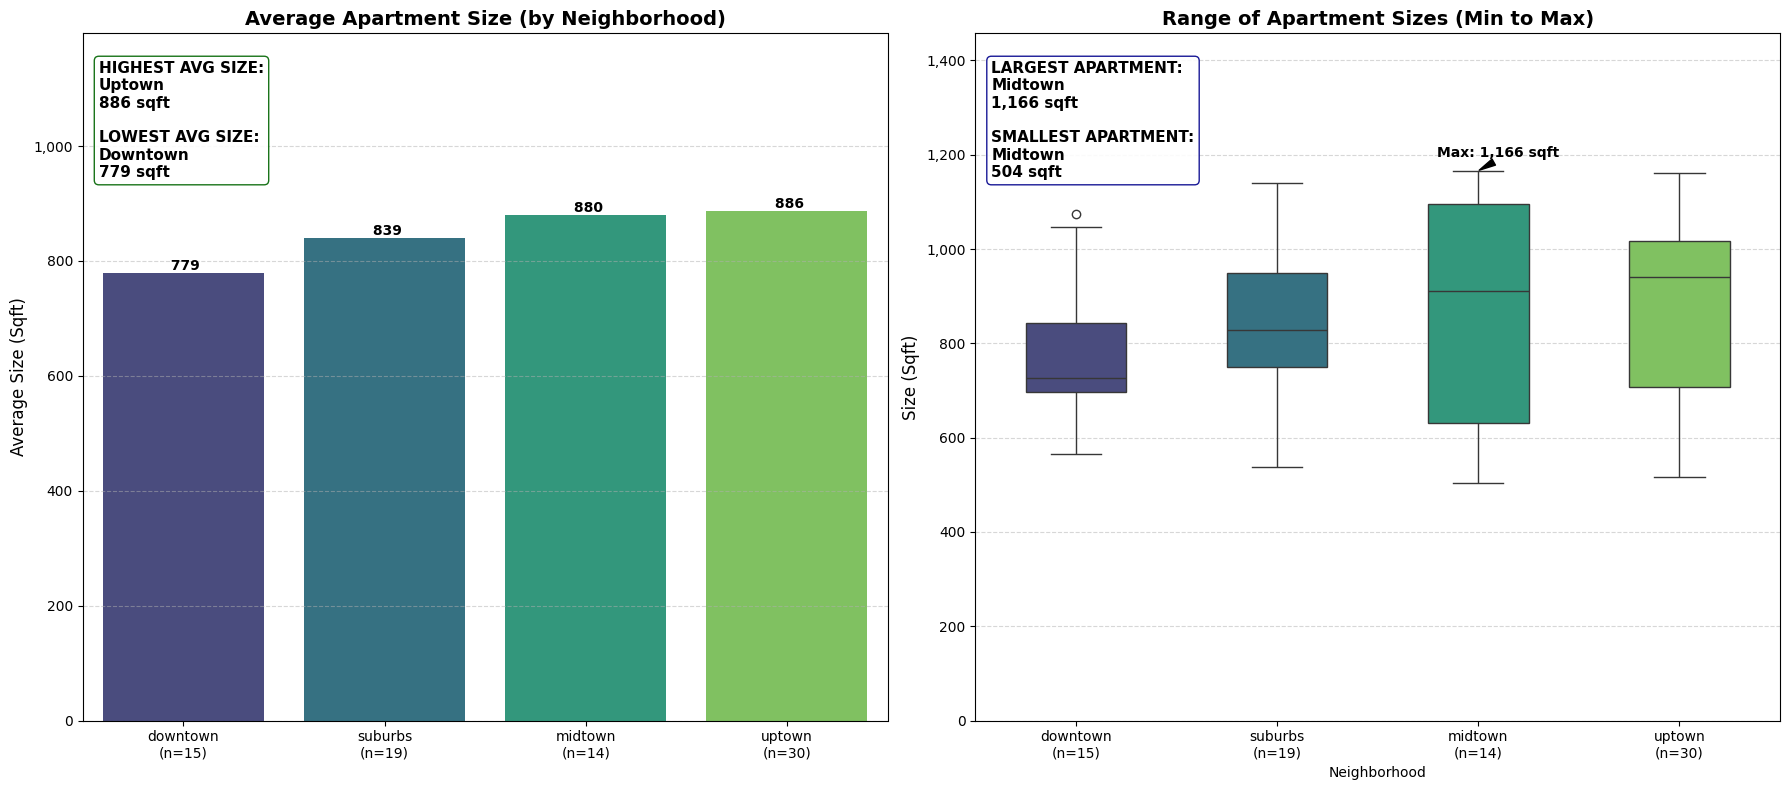 Average Apartment Size (by Neighborhood)
HIGHEST AVG SIZE:
Uptown
886 sqft
LOWEST AVG SIZE:
Downtown
779 sqft
Average Size (Sqft)
1,000
800
600
400
200
0
779
839
880
886
downtown
(n=15)
suburbs
(n=19)
midtown
(n=14)
uptown
(n=30)
Range of Apartment Sizes (Min to Max)
LARGEST APARTMENT:
Midtown
1,166 sqft
SMALLEST APARTMENT:
Midtown
504 sqft
Max: 1,166 sqft
Size (Sqft)
1,400
1,200
1,000
800
600
400
200
0
downtown
(n=15)
suburbs
(n=19)
midtown
(n=14)
uptown
(n=30)
Neighborhood